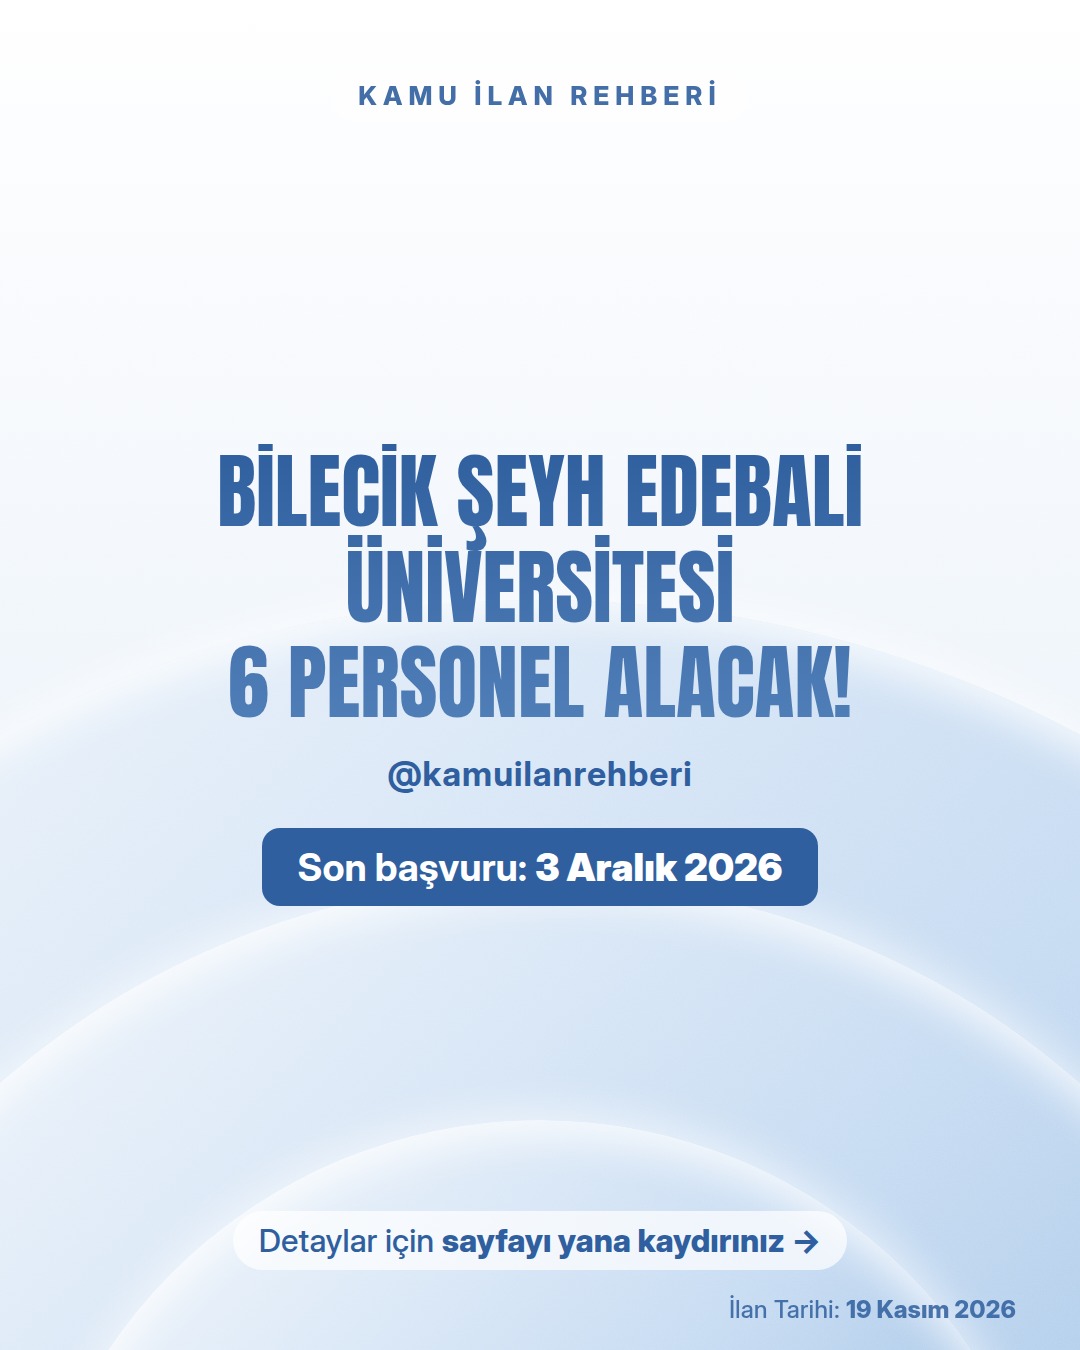 KAMU İLAN REHBERİ
BİLECİK ŞEYH EDEBALİ
ÜNİVERSİTESİ
6 PERSONEL ALACAK!
@kamuilanrehberi
Son başvuru: 3 Aralık 2026
Detaylar için sayfayı yana kaydırınız →
İlan Tarihi: 19 Kasım 2026